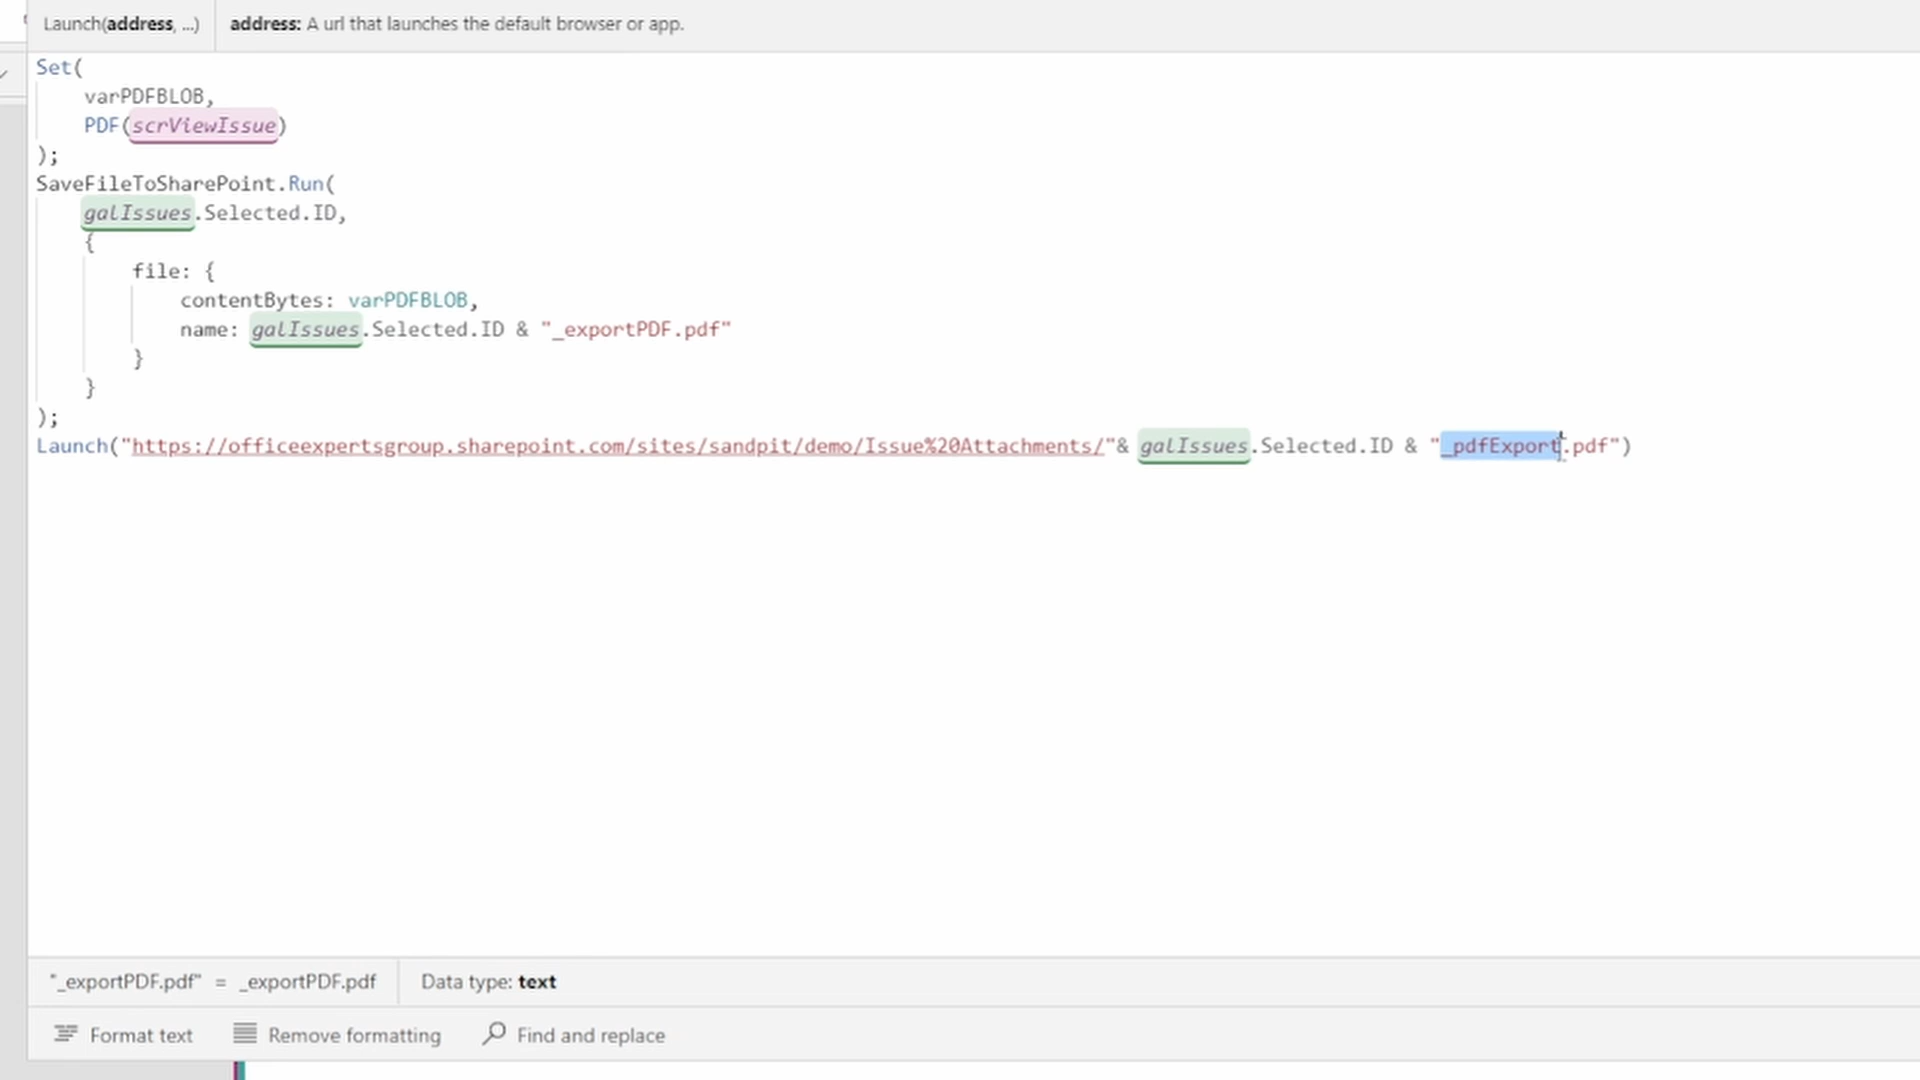 Launch(address, ...) address: A url that launches the default browser or app.
Set(
varPDFBLOB,
PDF(scrViewIssue)
);
SaveFileToSharePoint.Run(
galIssues.Selected.ID,
{
file: {
contentBytes: varPDFBLOB,
name: galIssues.Selected.ID & "_exportPDF.pdf"
}
}
);
Launch("https://officeexpertsgroup.sharepoint.com/sites/sandpit/demo/Issue%20Attachments/"& galIssues.Selected.ID & "_pdfExport.pdf")
"_exportPDF.pdf" = _exportPDF.pdf Data type: text
Format text Remove formatting Find and replace